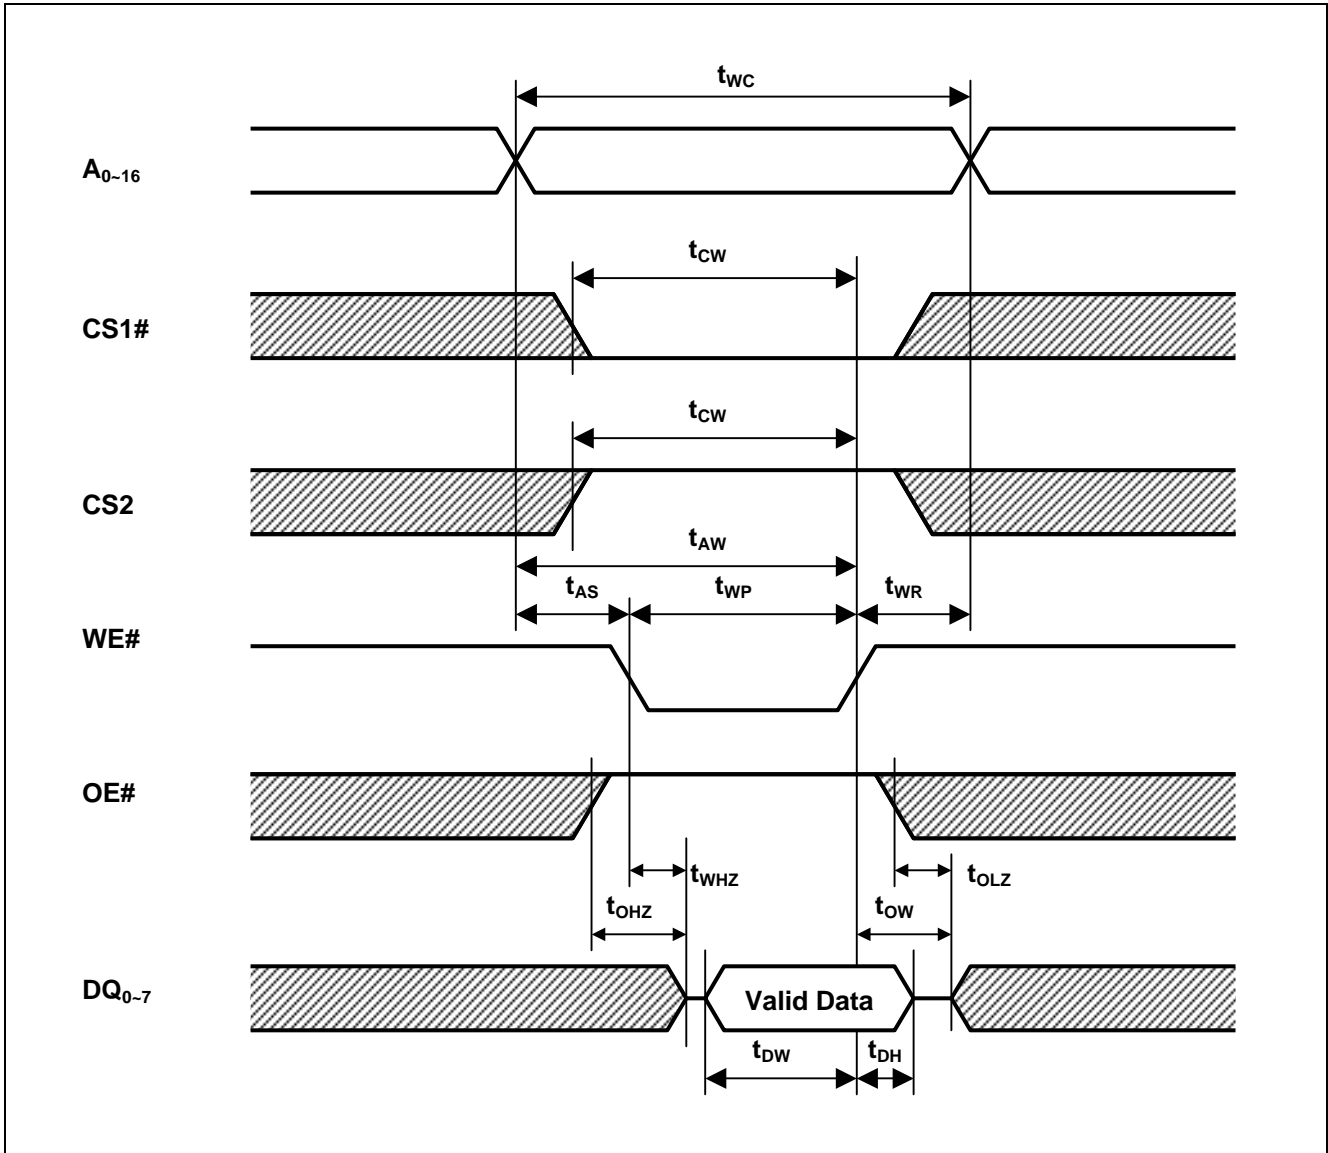 tWC
A0~16
tCW
CS1#
tCW
CS2
tAW
tAS tWP tWR
WE#
OE#
tWHZ tOLZ
tOHZ tOW
DQ0~7 Valid Data
tDW tDH